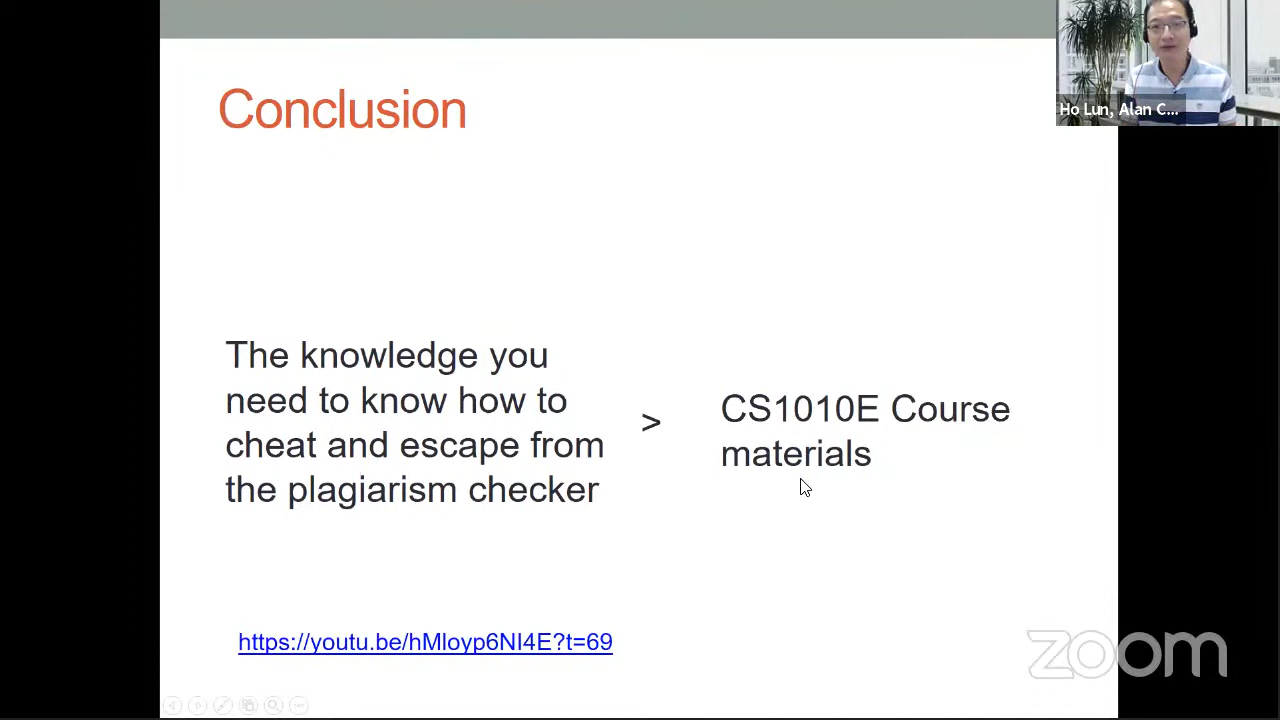 Conclusion
Ho Lun, Alan C...
The knowledge you
need to know how to
cheat and escape from
the plagiarism checker
>
CS1010E Course
materials
https://youtu.be/hMloyp6NI4E?t=69
zoom